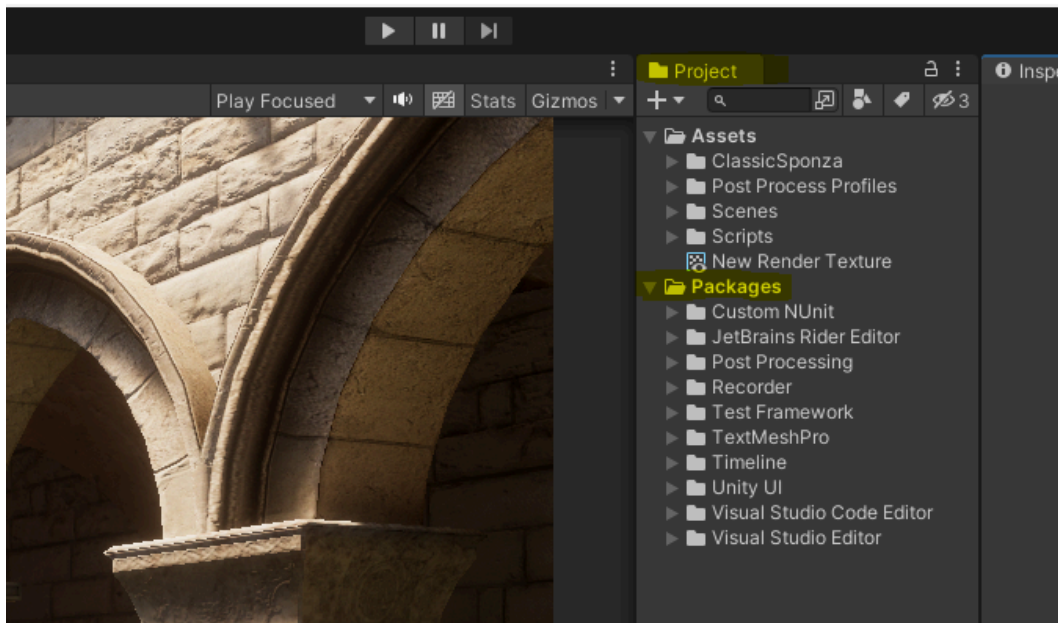 Project
Inspe
Play Focused
Stats
Gizmos
3
Assets
ClassicSponza
Post Process Profiles
Scenes
Scripts
New Render Texture
Packages
Custom NUnit
JetBrains Rider Editor
Post Processing
Recorder
Test Framework
TextMeshPro
Timeline
Unity UI
Visual Studio Code Editor
Visual Studio Editor